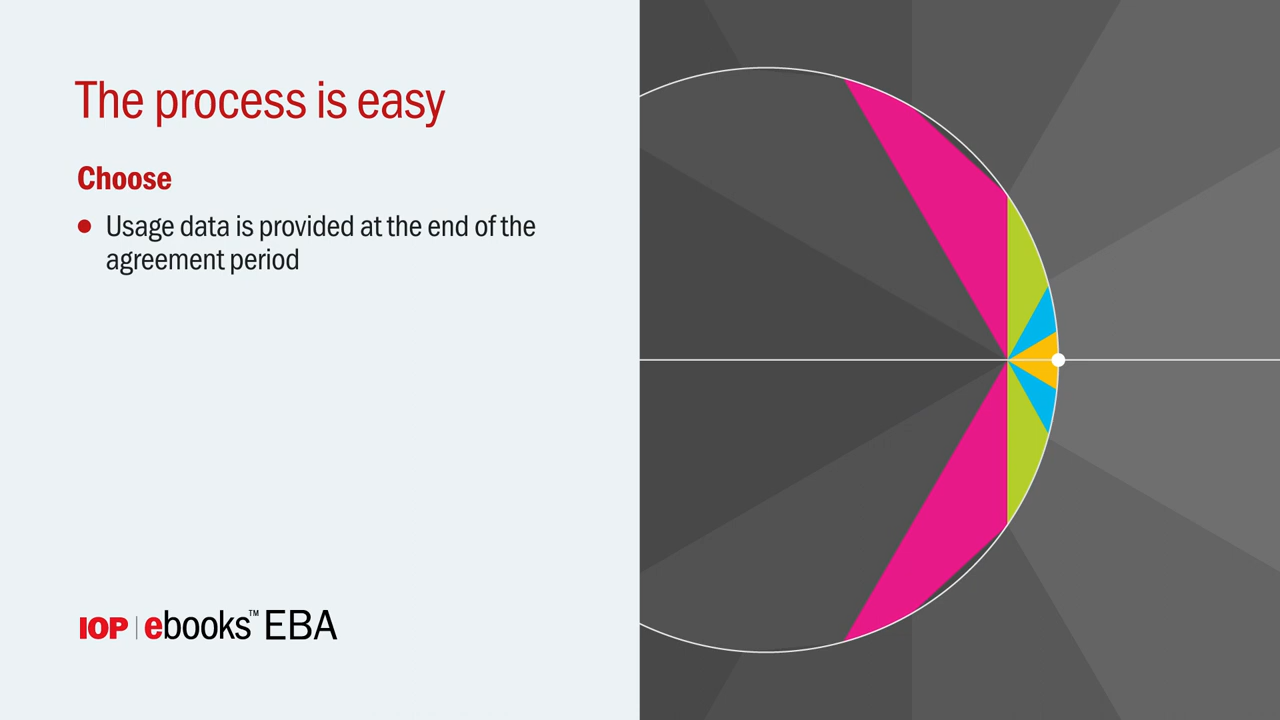 The process is easy
Choose
Usage data is provided at the end of the
agreement period
IOP | ebooks™ EBA